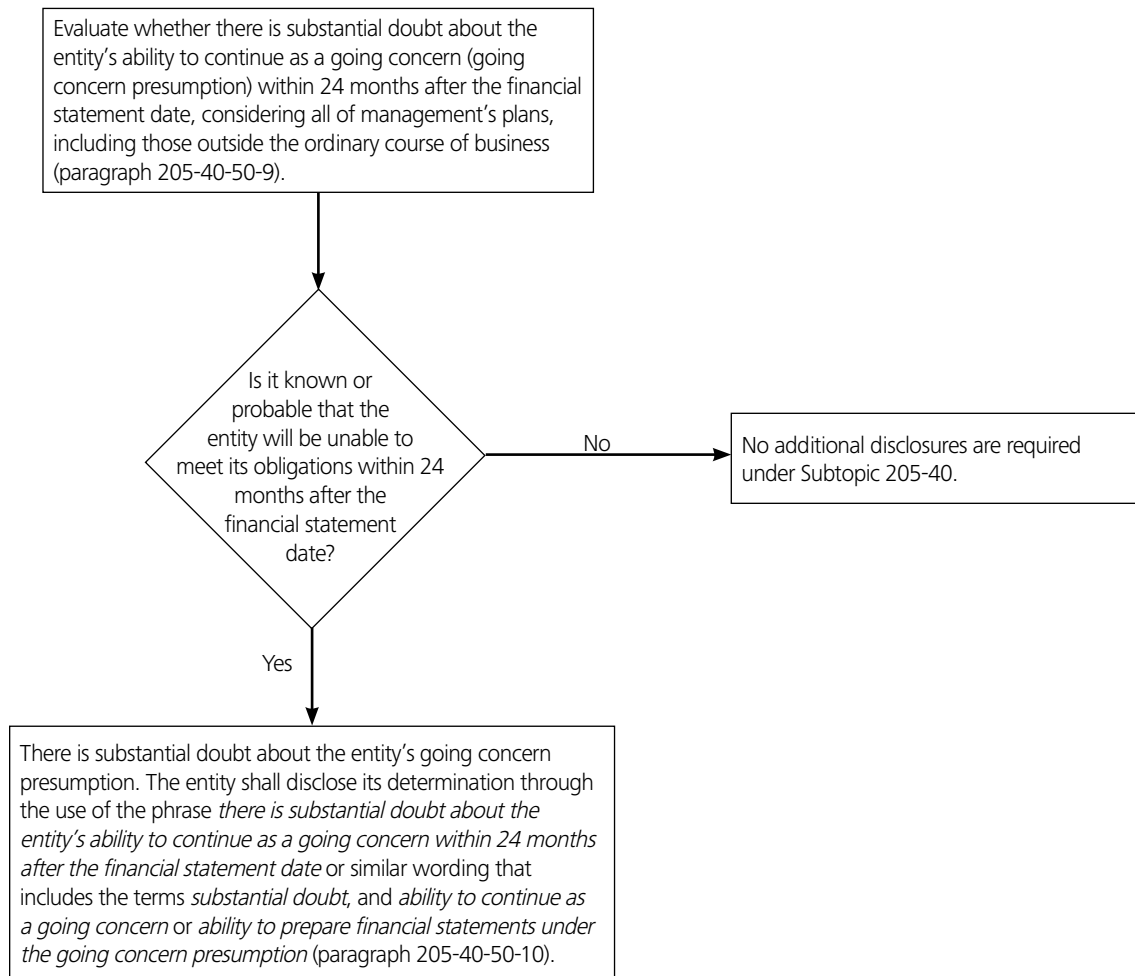 Evaluate whether there is substantial doubt about the
entity’s ability to continue as a going concern (going
concern presumption) within 24 months after the financial
statement date, considering all of management’s plans,
including those outside the ordinary course of business
(paragraph 205-40-50-9).
Is it known or
probable that the
entity will be unable to
meet its obligations within 24
months after the
financial statement
date?
No
No additional disclosures are required
under Subtopic 205-40.
Yes
There is substantial doubt about the entity’s going concern
presumption. The entity shall disclose its determination through
the use of the phrase there is substantial doubt about the
entity’s ability to continue as a going concern within 24 months
after the financial statement date or similar wording that
includes the terms substantial doubt, and ability to continue as
a going concern or ability to prepare financial statements under
the going concern presumption (paragraph 205-40-50-10).